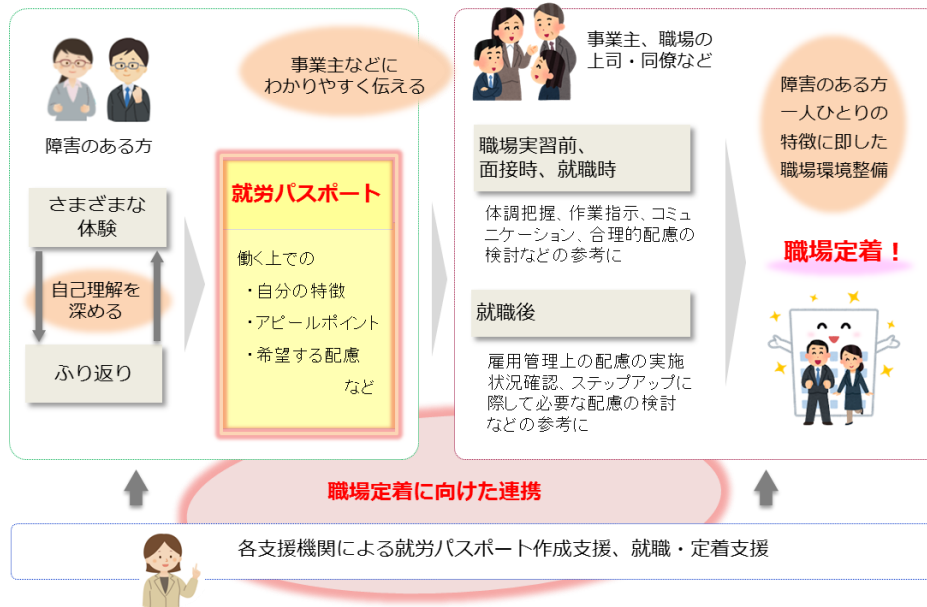 障害のある方
さまざまな
体験
自己理解を
深める
ふり返り
事業主などに
わかりやすく伝える
就労パスポート
働く上での
・自分の特徴
・アピールポイント
・希望する配慮
など
事業主、職場の
上司・同僚など
職場実習前、
面接時、就職時
体調把握、作業指示、コミュ
ニケーション、合理的配慮の
検討などの参考に
就職後
雇用管理上の配慮の実施
状況確認、ステップアップに
際して必要な配慮の検討
などの参考に
障害のある方
一人ひとりの
特徴に即した
職場環境整備
職場定着！
職場定着に向けた連携
各支援機関による就労パスポート作成支援、就職・定着支援